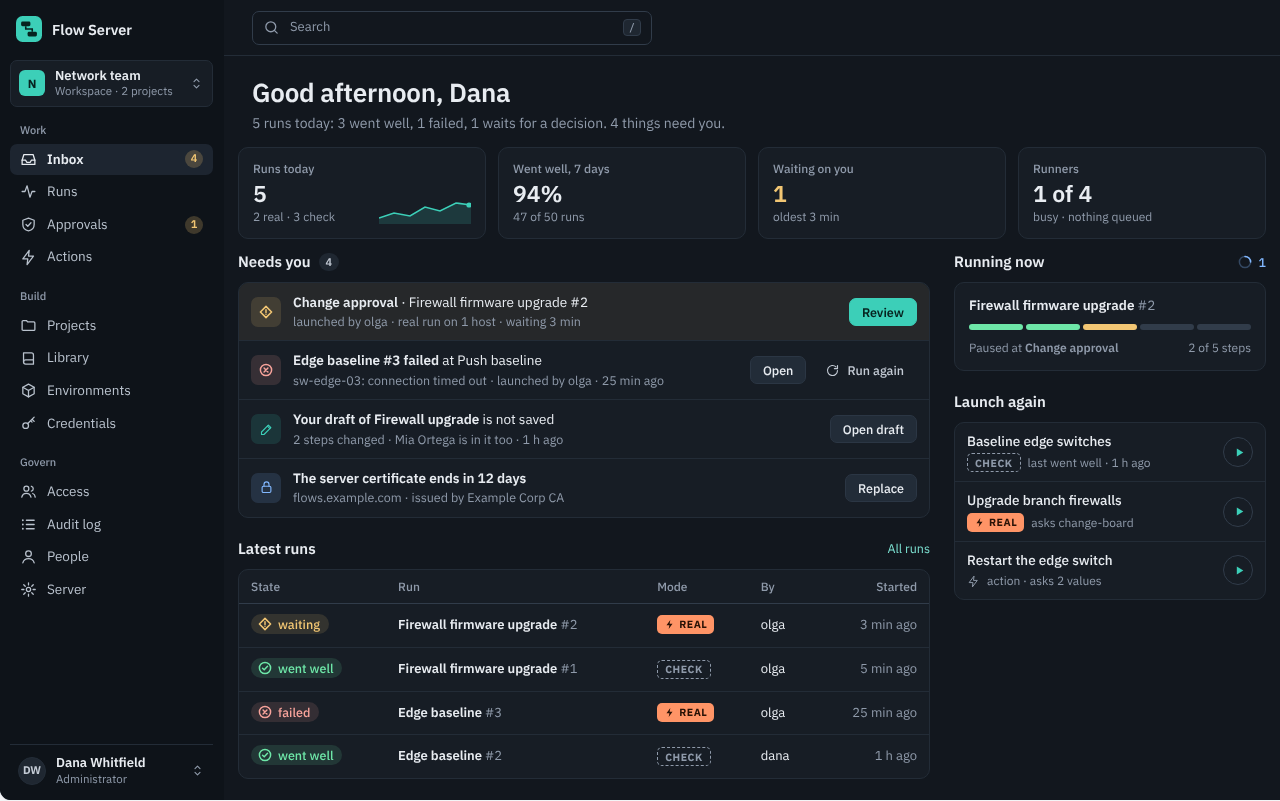 Flow Server
Search
/
N
Network team
Workspace · 2 projects
Work
Inbox
4
Runs
Approvals
1
Actions
Build
Projects
Library
Environments
Credentials
Govern
Access
Audit log
People
Server
DW
Dana Whitfield
Administrator
Good afternoon, Dana
5 runs today: 3 went well, 1 failed, 1 waits for a decision. 4 things need you.
Runs today
5
2 real · 3 check
Went well, 7 days
94%
47 of 50 runs
Waiting on you
1
oldest 3 min
Runners
1 of 4
busy · nothing queued
Needs you 4
Change approval · Firewall firmware upgrade #2
launched by olga · real run on 1 host · waiting 3 min
Review
Edge baseline #3 failed at Push baseline
sw-edge-03: connection timed out · launched by olga · 25 min ago
Open
Run again
Your draft of Firewall upgrade is not saved
2 steps changed · Mia Ortega is in it too · 1 h ago
Open draft
The server certificate ends in 12 days
flows.example.com · issued by Example Corp CA
Replace
Latest runs
All runs
State Run Mode By Started
waiting Firewall firmware upgrade #2 REAL olga 3 min ago
went well Firewall firmware upgrade #1 CHECK olga 5 min ago
failed Edge baseline #3 REAL olga 25 min ago
went well Edge baseline #2 CHECK dana 1 h ago
Running now
1
Firewall firmware upgrade #2
Paused at Change approval
2 of 5 steps
Launch again
Baseline edge switches
CHECK last went well · 1 h ago
Upgrade branch firewalls
REAL asks change-board
Restart the edge switch
action · asks 2 values